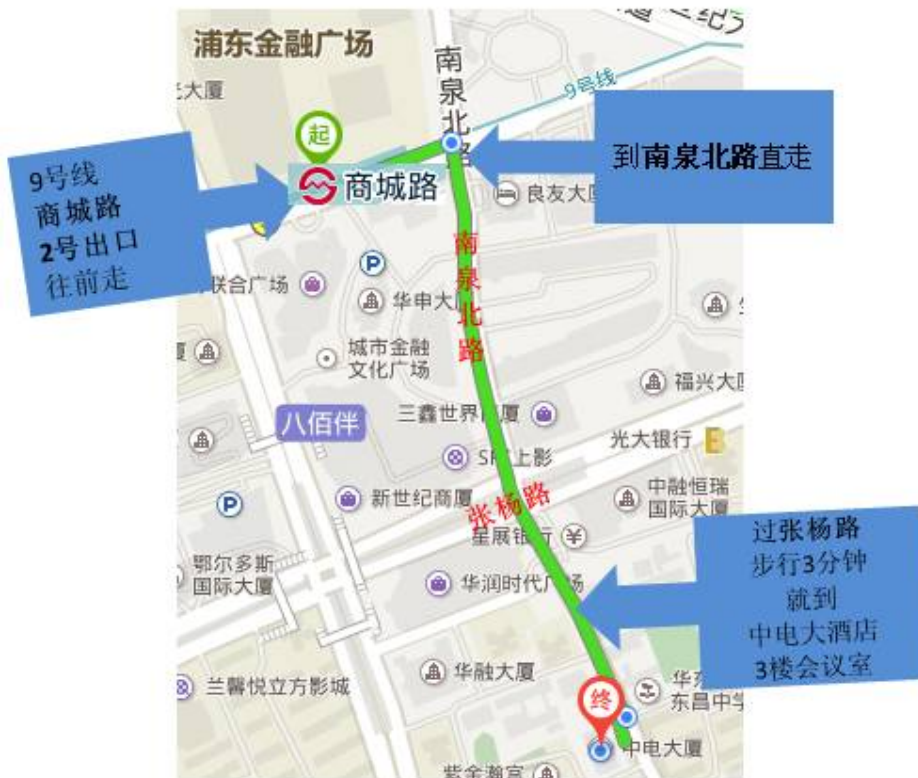 浦东金融广场
大厦
南泉北路
9号线
起
商城路
9号线
商城路
2号出口
往前走
到南泉北路直走
良友大厦
联合广场
P
华申大
南泉北路
城市金融
文化广场
福兴大
三鑫世界
厦
八佰伴
光大银行
上影
新世纪商厦
张杨路
中融恒瑞
国际大厦
P
星展银行
鄂尔多斯
国际大厦
华润时代广场
过张杨路
步行3分钟
就到
中电大酒店
3楼会议室
华融大厦
兰馨悦立方影城
终
东昌中学
中电大厦
紫金瀚宫